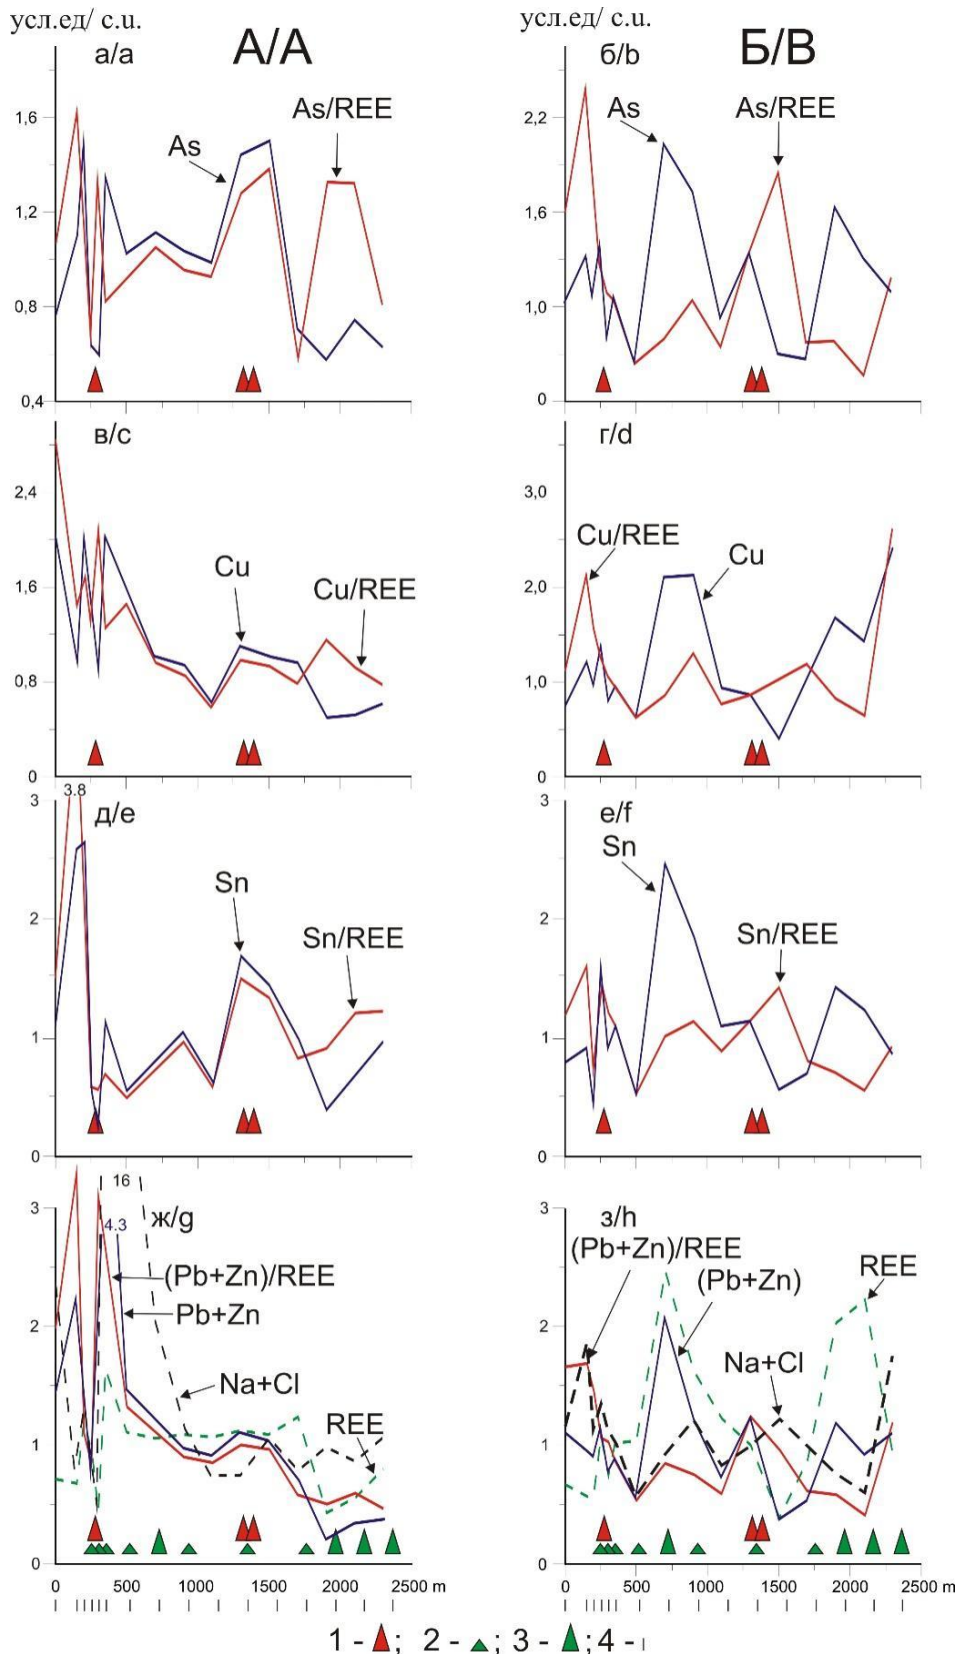 усл.ед/ c.u.
усл.ед/ c.u.
а/a
А/A
б/b
Б/B
As/REE
As
As
As/REE
1,6
1,2
0,8
0,4
2,2
1,6
1,0
0
в/c
г/d
2,4
1,6
0,8
0
Cu
Cu/REE
3,0
2,0
1,0
0
Cu/REE
Cu
3.8
д/e
3
2
1
0
Sn
Sn/REE
е/f
3
2
1
0
Sn
Sn/REE
16
ж/g
4.3
3
2
1
0
(Pb+Zn)/REE
Pb+Zn
Na+Cl
REE
0
500
1000
1500
2000
2500 m
з/h
3
2
1
0
(Pb+Zn)/REE
(Pb+Zn)
REE
Na+Cl
0
500
1000
1500
2000
2500 m
1 - ; 2 - ; 3 - ;4 -